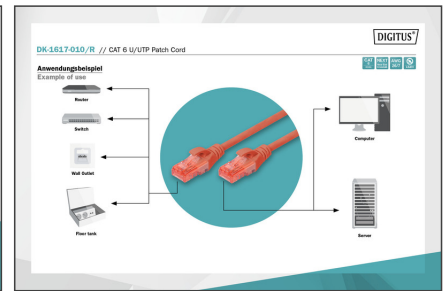 DIGITUS®
DK-1617-010/R // CAT 6 U/UTP Patch Cord
Anwendungsbeispiel
Example of use
Router
Switch
Wall Outlet
Floor tank
Computer
Server